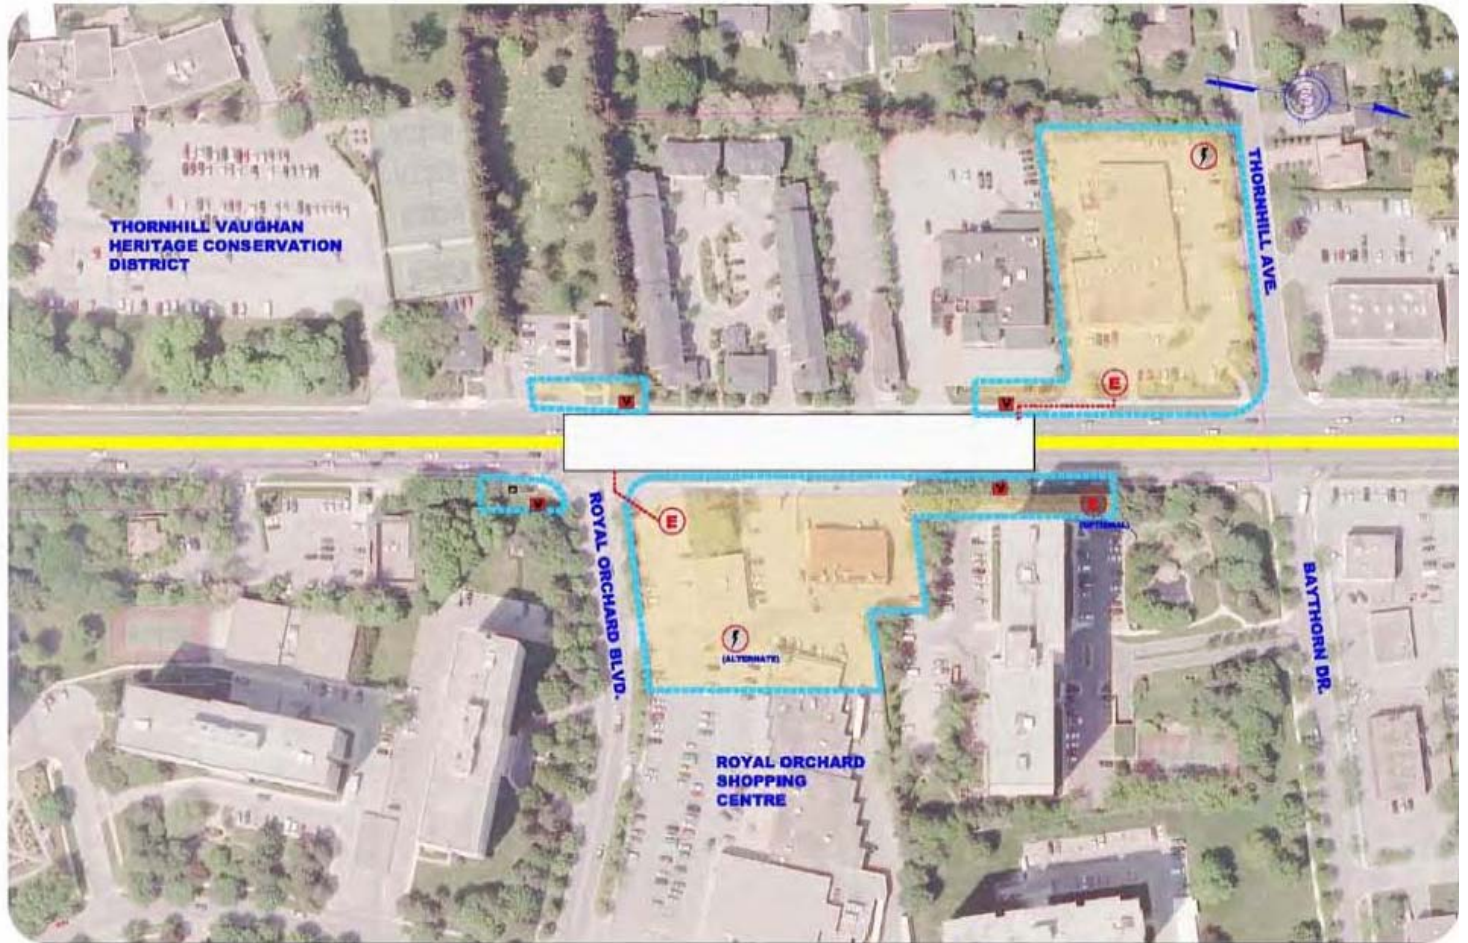 THORNHILL VAUGHAN
HERITAGE CONSERVATION
DISTRICT
THORNHILL AVE.
V
V
E
E
V
V
(OPTIONAL)
ROYAL ORCHARD BLVD.
(ALTERNATE)
BAYTHORN DR.
ROYAL ORCHARD
SHOPPING
CENTRE